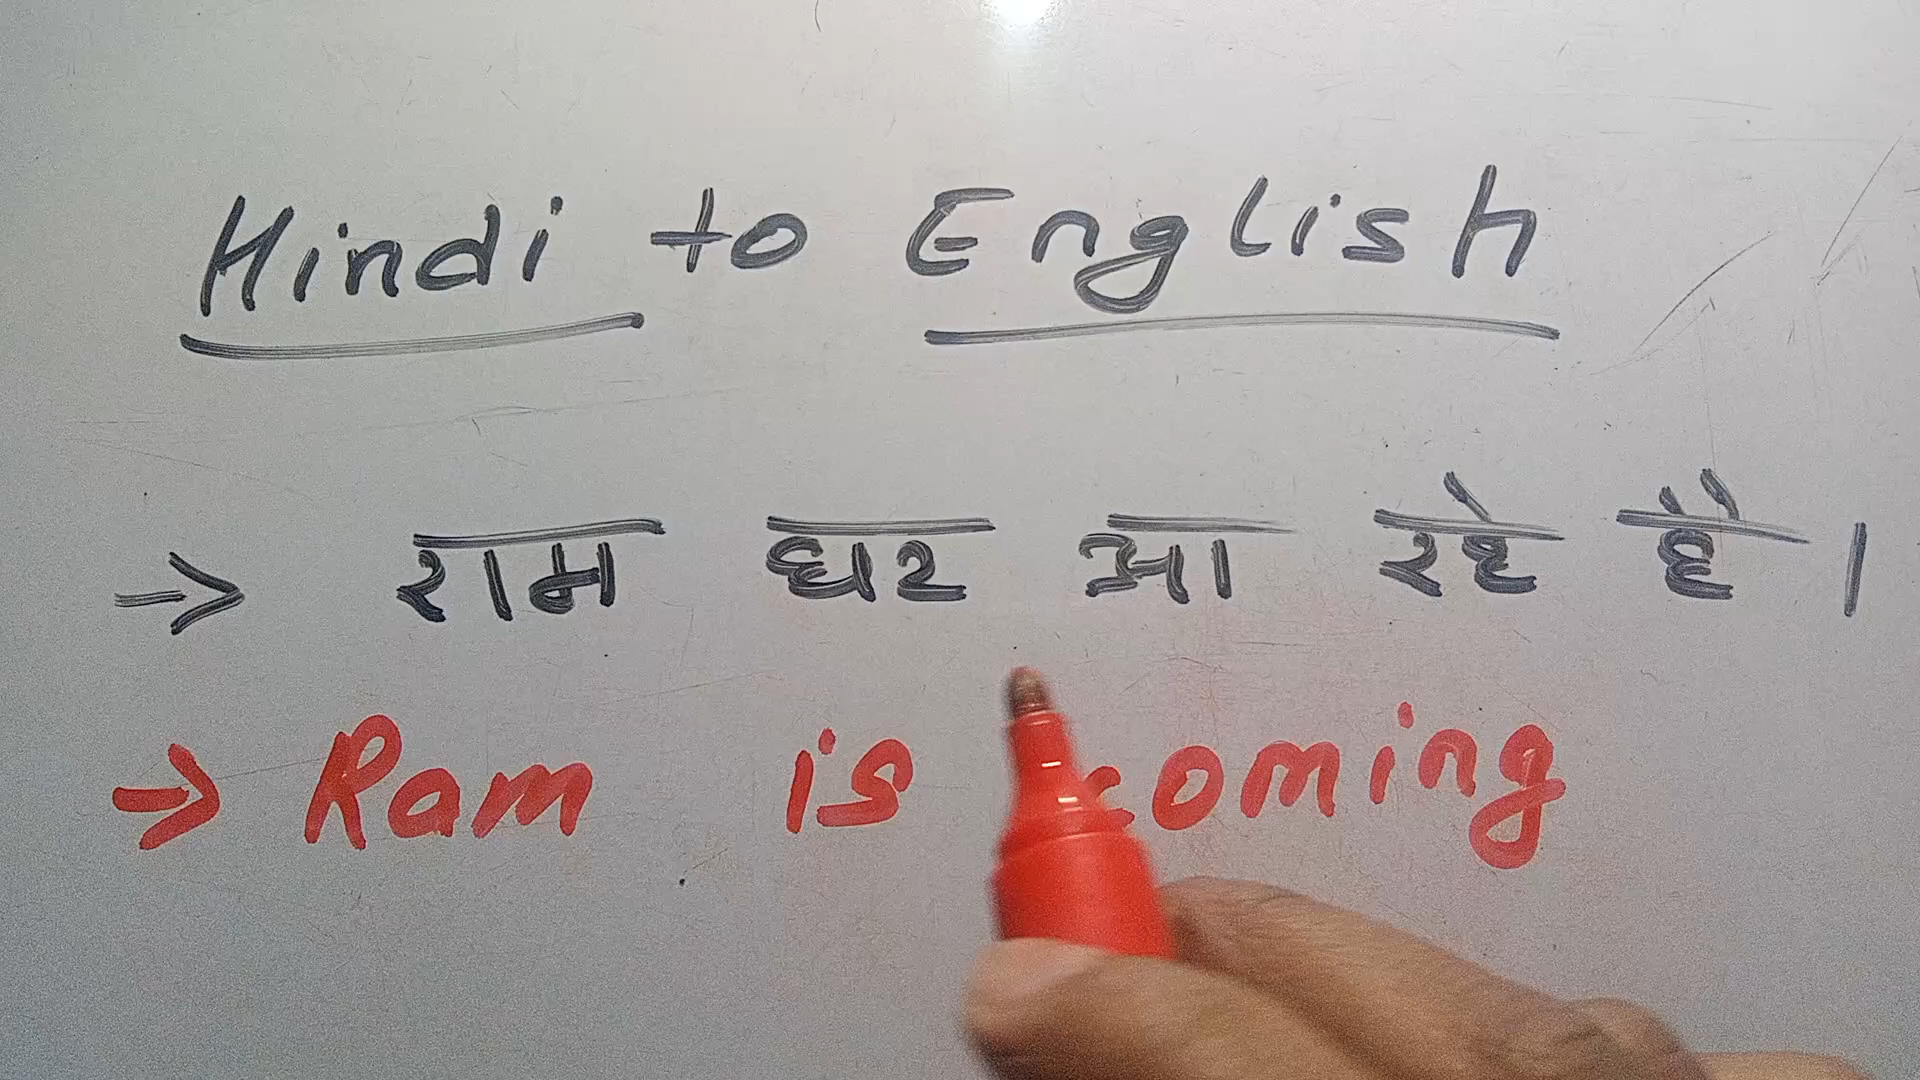 Hindi to English
→ राम घर आ रहे है।
→ Ram is coming